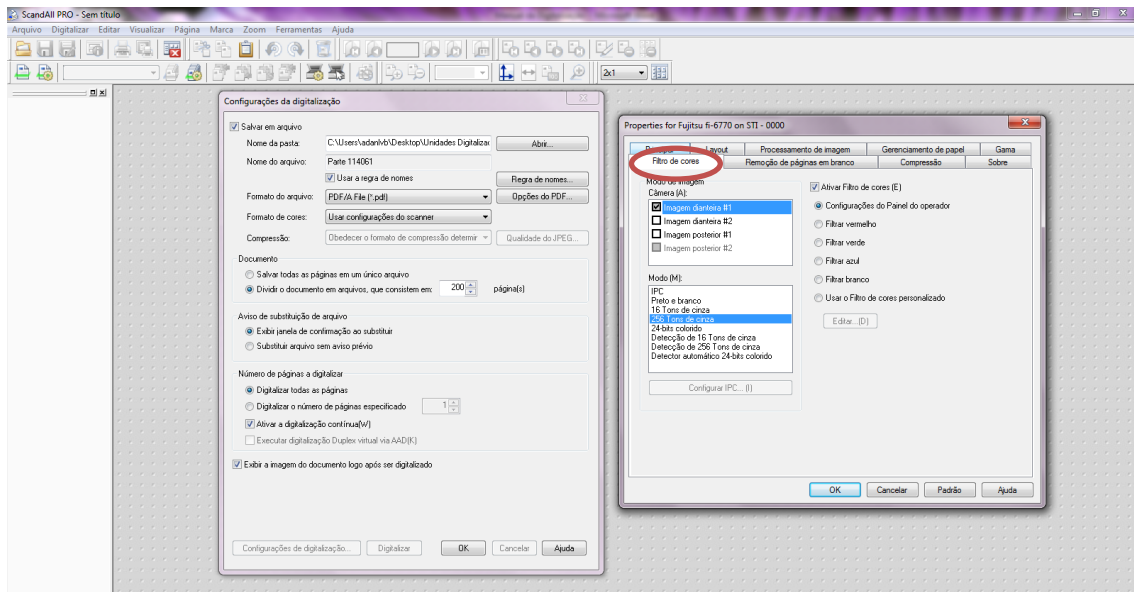 ScandAll PRO - Sem título
Arquivo Digitalizar Editar Visualizar Página Marca Zoom Ferramentas Ajuda
2x1
Configurações da digitalização
Salvar em arquivo
Nome da pasta: C:\Users\adanlvb\Desktop\Unidades Digitalizac Abrir...
Nome do arquivo: Parte 114061
Usar a regra de nomes Regra de nomes...
Formato do arquivo: PDF/A File (*.pdf) Opções do PDF...
Formato de cores: Usar configurações do scanner
Compressão: Obedecer o formato de compressão determir Qualidade do JPEG...
Documento
Salvar todas as páginas em um único arquivo
Dividir o documento em arquivos, que consistem em: 200 página(s)
Aviso de substituição de arquivo
Exibir janela de confirmação ao substituir
Substituir arquivo sem aviso prévio
Número de páginas a digitalizar
Digitalizar todas as páginas
Digitalizar o número de páginas especificado 1
Ativar a digitalização contínua(W)
Executar digitalização Duplex virtual via AAD(K)
Exibir a imagem do documento logo após ser digitalizado
Configurações de digitalização... Digitalizar OK Cancelar Ajuda
Properties for Fujitsu fi-6770 on STI - 0000
Layout Processamento de imagem Gerenciamento de papel Gama
Filtro de cores Remoção de páginas em branco Compressão Sobre
Modo de imagem
Câmera (A):
Imagem dianteira #1
Imagem dianteira #2
Imagem posterior #1
Imagem posterior #2
Modo (M):
IPC
Preto e branco
16 Tons de cinza
256 Tons de cinza
24-bits colorido
Detecção de 16 Tons de cinza
Detecção de 256 Tons de cinza
Detector automático 24-bits colorido
Configurar IPC... (I)
Ativar Filtro de cores (E)
Configurações do Painel do operador
Filtrar vermelho
Filtrar verde
Filtrar azul
Filtrar branco
Usar o Filtro de cores personalizado
Editar...(D)
OK Cancelar Padrão Ajuda